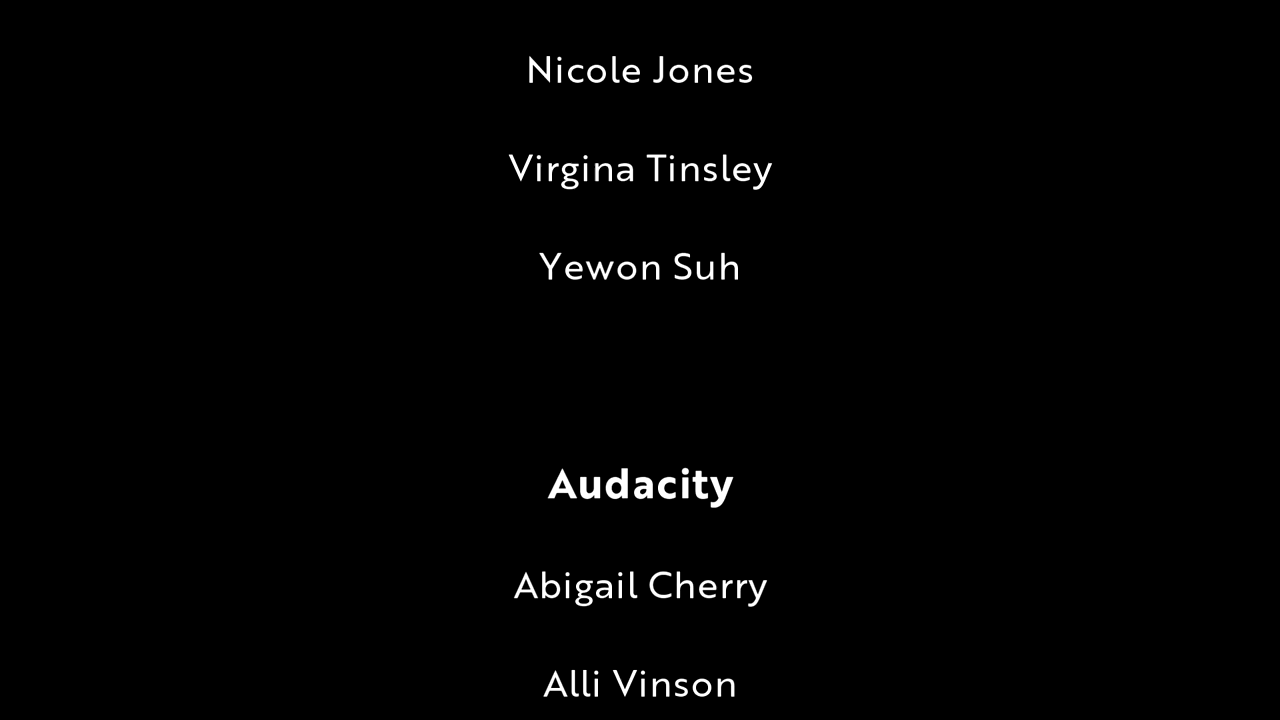 Nicole Jones
Virgina Tinsley
Yewon Suh
Audacity
Abigail Cherry
Alli Vinson